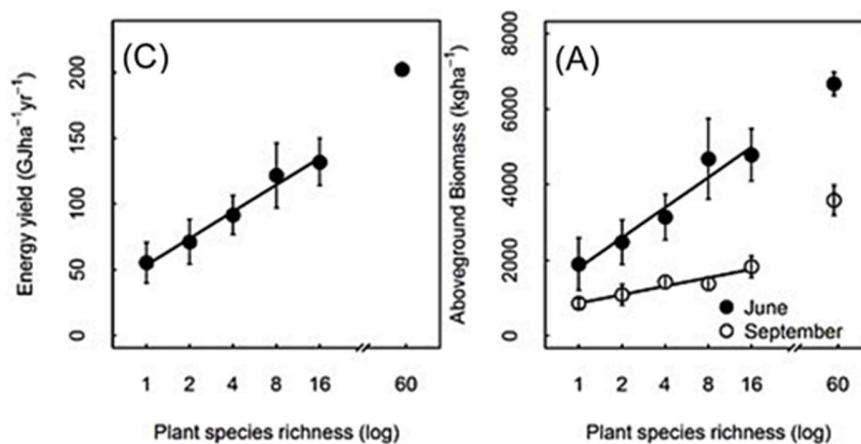 (C)
Energy yield (GJha⁻¹yr⁻¹)
200
150
100
50
0
1 2 4 8 16 60
Plant species richness (log)
(A)
Aboveground Biomass (kgha⁻¹)
8000
6000
4000
2000
0
June
September
1 2 4 8 16 60
Plant species richness (log)